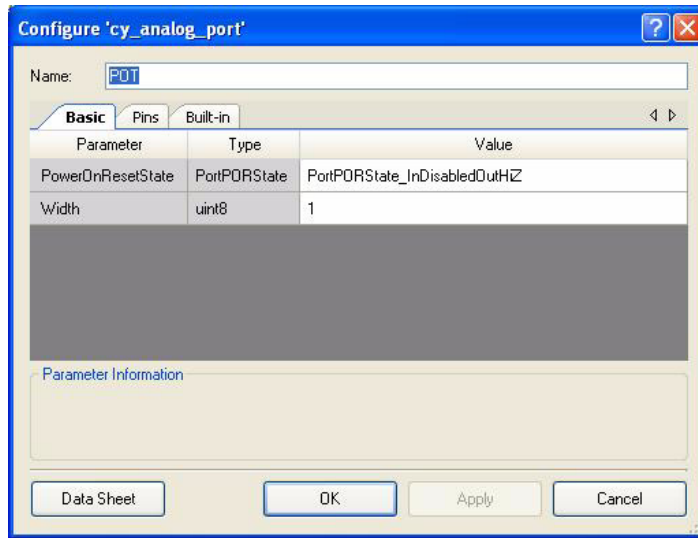 Configure 'cy_analog_port'
Name: POT
Basic Pins Built-in
Parameter Type Value
PowerOnResetState PortPORState PortPORState_InDisabledOutHiZ
Width uint8 1
Parameter Information
Data Sheet OK Apply Cancel